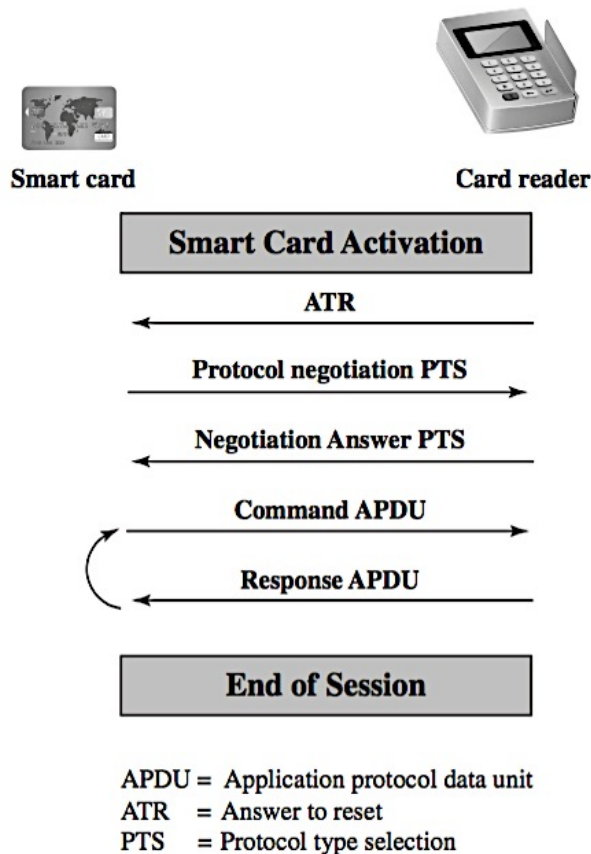 Smart card
Card reader
Smart Card Activation
ATR
Protocol negotiation PTS
Negotiation Answer PTS
Command APDU
Response APDU
End of Session
APDU = Application protocol data unit
ATR = Answer to reset
PTS = Protocol type selection